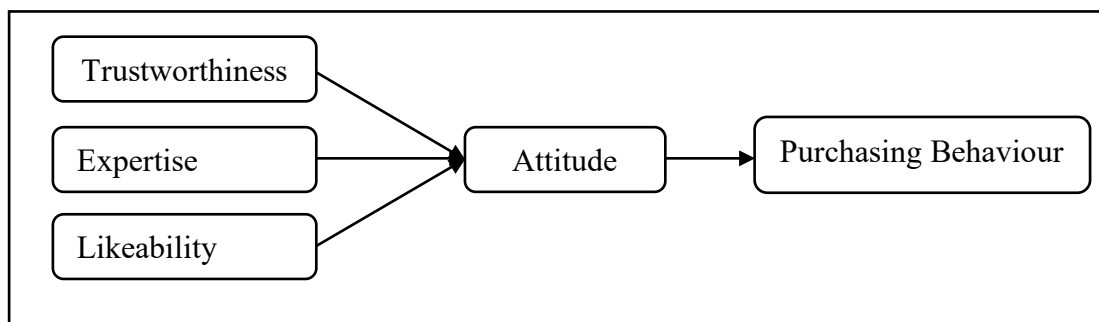 Trustworthiness
Expertise
Likeability
Attitude
Purchasing Behaviour